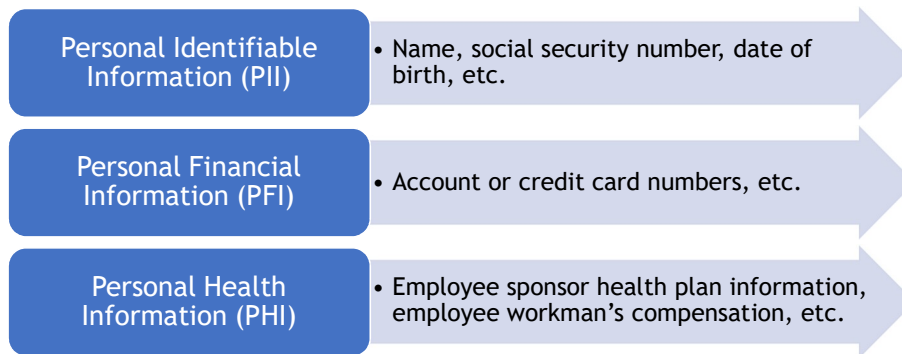 Personal Identifiable
Information (PII)
• Name, social security number, date of
birth, etc.
Personal Financial
Information (PFI)
• Account or credit card numbers, etc.
Personal Health
Information (PHI)
• Employee sponsor health plan information,
employee workman’s compensation, etc.